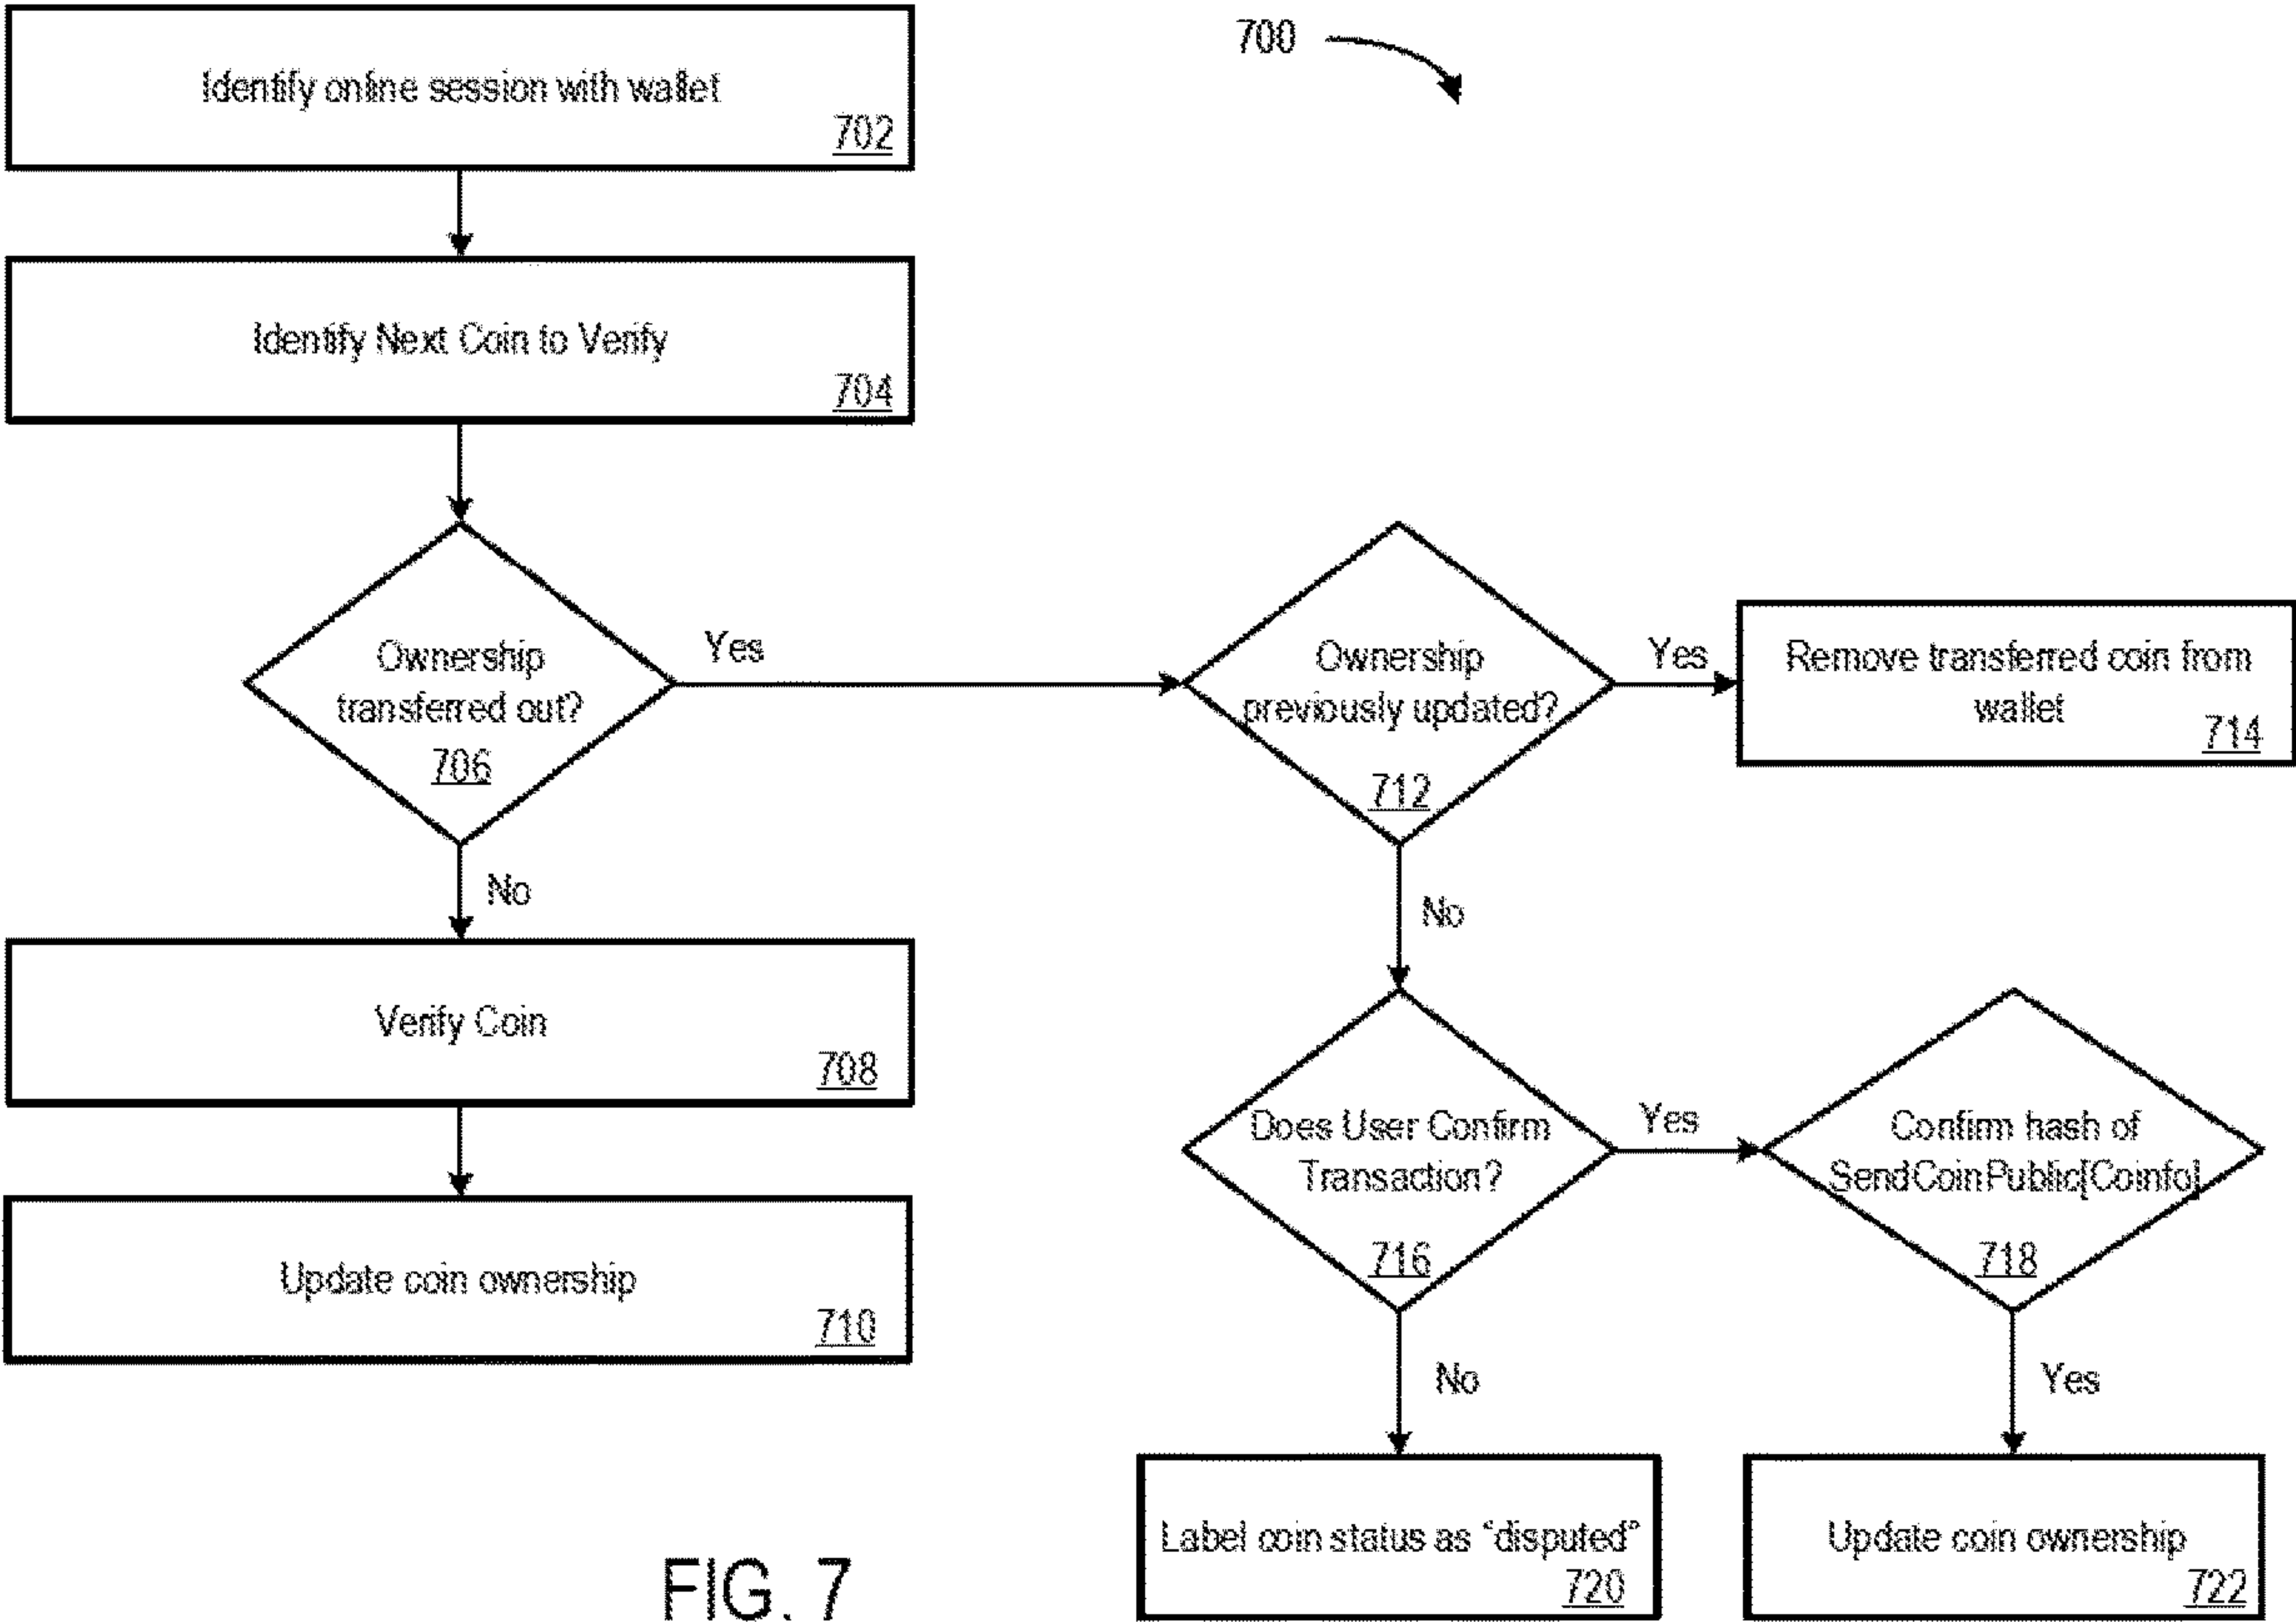 700
Identify online session with wallet
702
Identify Next Coin to Verify
704
Ownership
transferred out?
706
Yes
No
Ownership
previously updated?
712
Yes
No
Remove transferred coin from
wallet
714
Verify Coin
708
Update coin ownership
710
Does User Confirm
Transaction?
716
Yes
No
Confirm hash of
SendCoinPublic[Coinfo]
718
Yes
Label coin status as "disputed"
720
Update coin ownership
722
FIG. 7